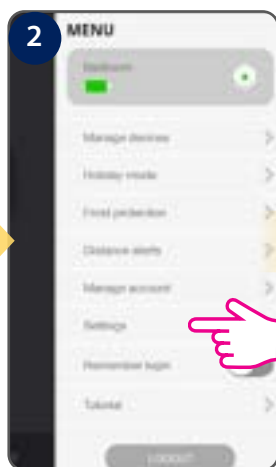 2
MENU
Bedroom
Manage devices
Holiday mode
Frost protection
Distance alerts
Manage account
Settings
Remember login
Tutorial
LOGOUT